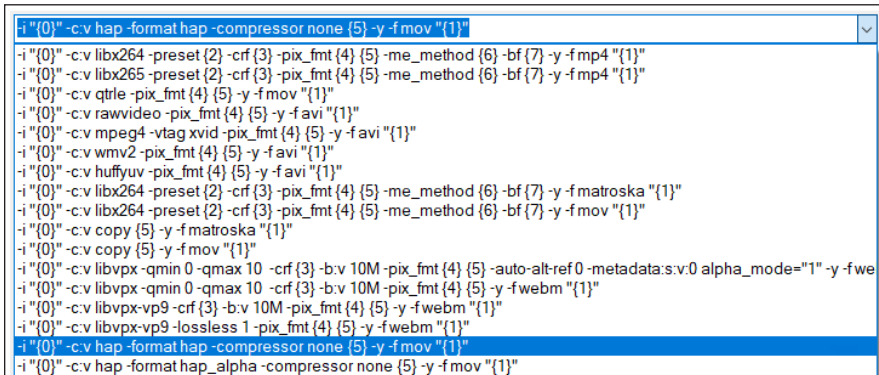 -i "{0}" -c:v hap -format hap -compressor none {5} -y -f mov "{1}"
-i "{0}" -c:v libx264 -preset {2} -crf {3} -pix_fmt {4} {5} -me_method {6} -bf {7} -y -f mp4 "{1}"
-i "{0}" -c:v libx265 -preset {2} -crf {3} -pix_fmt {4} {5} -me_method {6} -bf {7} -y -f mp4 "{1}"
-i "{0}" -c:v qtrle -pix_fmt {4} {5} -y -f mov "{1}"
-i "{0}" -c:v rawvideo -pix_fmt {4} {5} -y -f avi "{1}"
-i "{0}" -c:v mpeg4 -vtag xvid -pix_fmt {4} {5} -y -f avi "{1}"
-i "{0}" -c:v wmv2 -pix_fmt {4} {5} -y -f avi "{1}"
-i "{0}" -c:v huffyuv -pix_fmt {4} {5} -y -f avi "{1}"
-i "{0}" -c:v libx264 -preset {2} -crf {3} -pix_fmt {4} {5} -me_method {6} -bf {7} -y -f matroska "{1}"
-i "{0}" -c:v libx264 -preset {2} -crf {3} -pix_fmt {4} {5} -me_method {6} -bf {7} -y -f mov "{1}"
-i "{0}" -c:v copy {5} -y -f matroska "{1}"
-i "{0}" -c:v copy {5} -y -f mov "{1}"
-i "{0}" -c:v libvpx -qmin 0 -qmax 10  -crf {3} -b:v 10M -pix_fmt {4} {5} -auto-alt-ref 0 -metadata:s:v:0 alpha_mode="1" -y -f we
-i "{0}" -c:v libvpx -qmin 0 -qmax 10  -crf {3} -b:v 10M -pix_fmt {4} {5} -y -f webm "{1}"
-i "{0}" -c:v libvpx-vp9 -crf {3} -b:v 10M -pix_fmt {4} {5} -y -f webm "{1}"
-i "{0}" -c:v libvpx-vp9 -lossless 1 -pix_fmt {4} {5} -y -f webm "{1}"
-i "{0}" -c:v hap -format hap -compressor none {5} -y -f mov "{1}"
-i "{0}" -c:v hap -format hap_alpha -compressor none {5} -y -f mov "{1}"